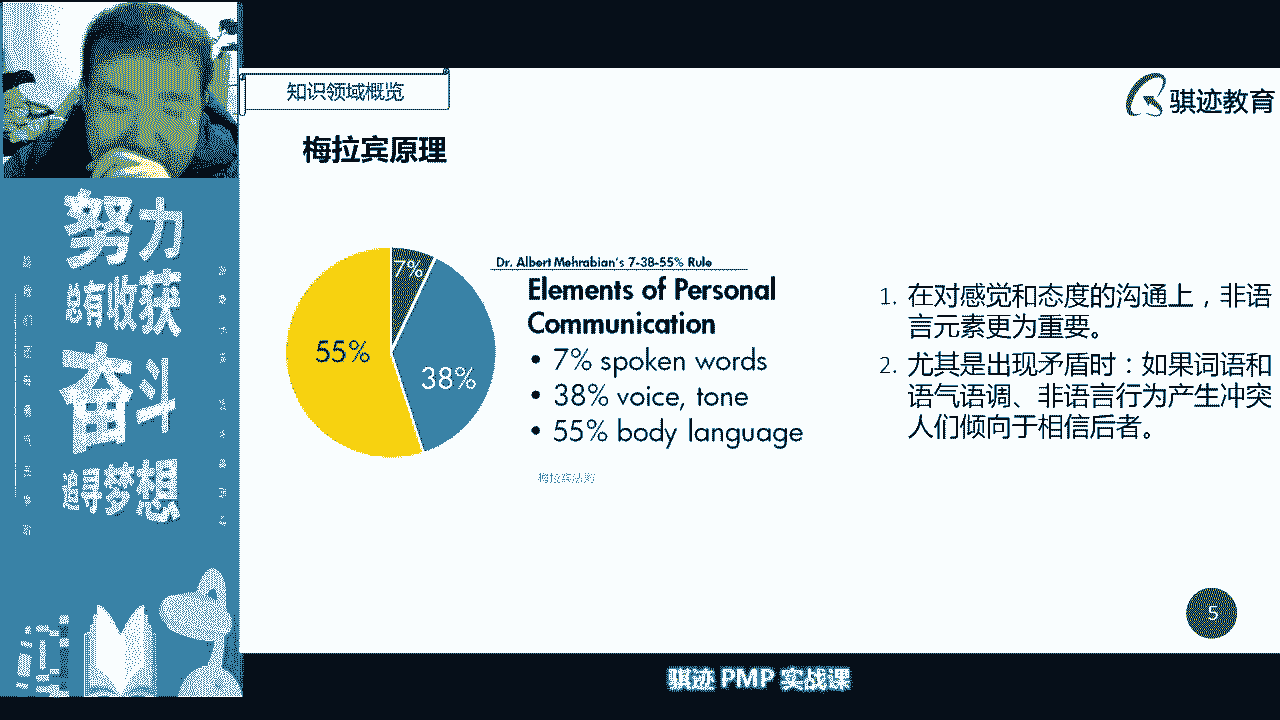 知识领域概览
骐迹教育
梅拉宾原理
努力
总有收获
奋斗
追寻梦想
7%
55%
38%
Dr. Albert Mehrabian's 7-38-55% Rule
Elements of Personal
Communication
• 7% spoken words
• 38% voice, tone
• 55% body language
梅拉宾法则
1. 在对感觉和态度的沟通上，非语
言元素更为重要。
2. 尤其是出现矛盾时：如果词语和
语气语调、非语言行为产生冲突
人们倾向于相信后者。
5
骐迹 PMP 实战课